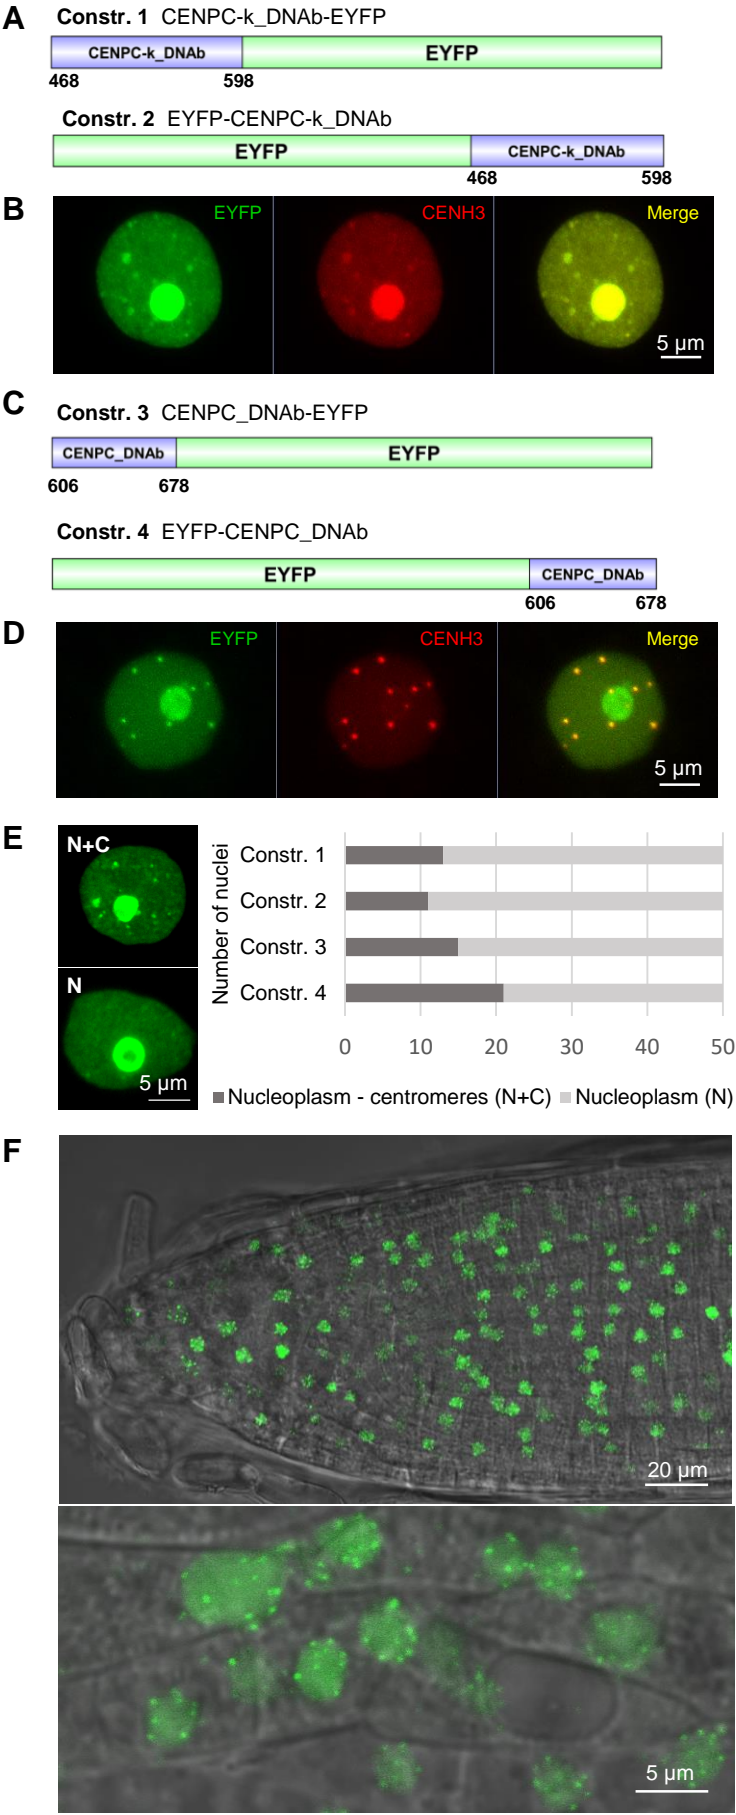 A
Constr. 1 CENPC-k_DNAb-EYFP
CENPC-k_DNAb EYFP
468 598
Constr. 2 EYFP-CENPC-k_DNAb
EYFP CENPC-k_DNAb
468 598
B
EYFP CENH3 Merge
5 µm
C
Constr. 3 CENPC_DNAb-EYFP
CENPC_DNAb EYFP
606 678
Constr. 4 EYFP-CENPC_DNAb
EYFP CENPC_DNAb
606 678
D
EYFP CENH3 Merge
5 µm
E
N+C
N
5 µm
Number of nuclei
Constr. 1
Constr. 2
Constr. 3
Constr. 4
0 10 20 30 40 50
Nucleoplasm - centromeres (N+C) Nucleoplasm (N)
F
20 µm
5 µm